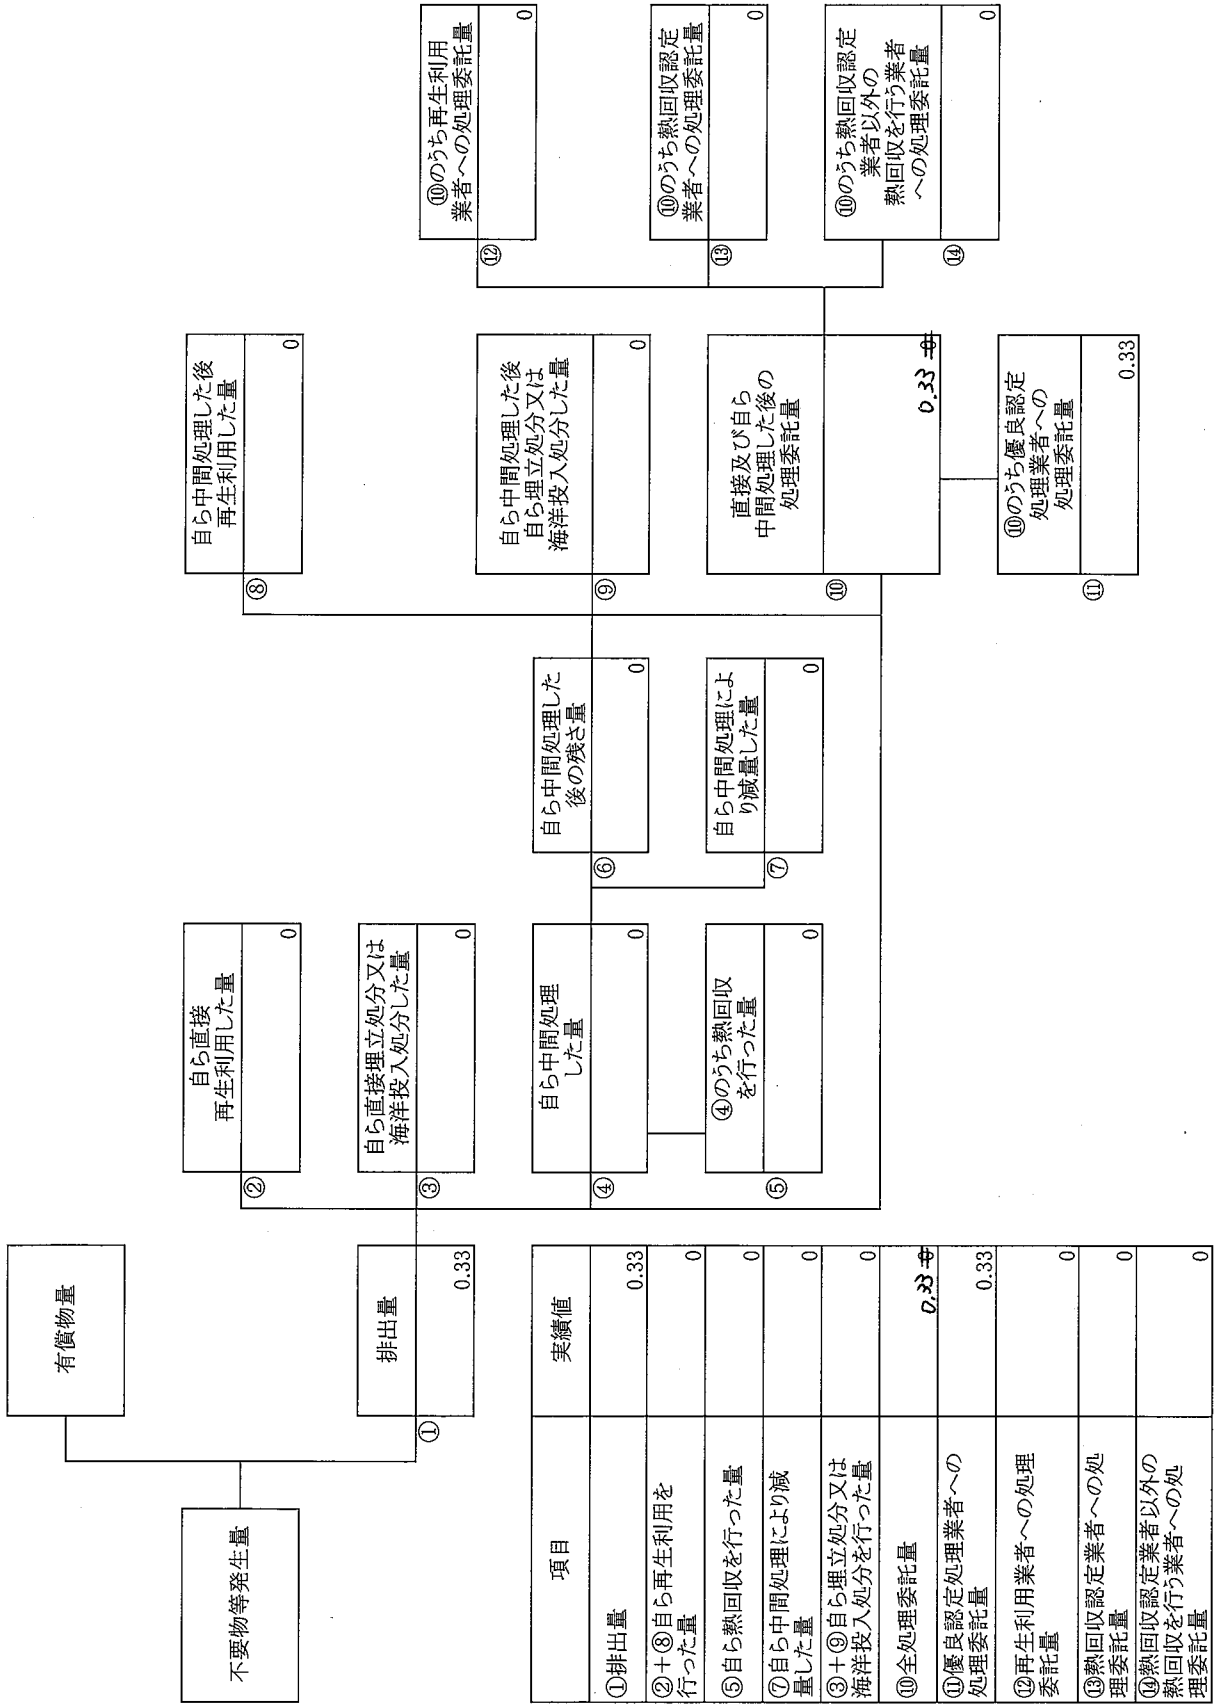 不要物等発生量
有償物量
①
排出量
0.33
②
自ら直接
再生利用した量
0
③
自ら直接埋立処分又は
海洋投入処分した量
0
④
自ら中間処理
した量
0
⑤
④のうち熱回収
を行った量
0
⑥
自ら中間処理した
後の残さ量
0
⑦
自ら中間処理によ
り減量した量
0
⑧
自ら中間処理した後
再生利用した量
0
⑨
自ら中間処理した後
自ら埋立処分又は
海洋投入処分した量
0
⑩
直接及び自ら
中間処理した後の
処理委託量
0.33 0
⑪
⑩のうち優良認定
処理業者への
処理委託量
0.33
⑫
⑩のうち再生利用
業者への処理委託量
0
⑬
⑩のうち熱回収認定
業者への処理委託量
0
⑭
⑩のうち熱回収認定
業者以外の
熱回収を行う業者
への処理委託量
0
項目 実績値
①排出量 0.33
②+⑧自ら再生利用を
行った量 0
⑤自ら熱回収を行った量 0
⑦自ら中間処理により減
量した量 0
③+⑨自ら埋立処分又は
海洋投入処分を行った量 0
⑩全処理委託量 0.33 0
⑪優良認定処理業者への
処理委託量 0.33
⑫再生利用業者への処理
委託量 0
⑬熱回収認定業者への処
理委託量 0
⑭熱回収認定業者以外の
熱回収を行う業者への処
理委託量 0